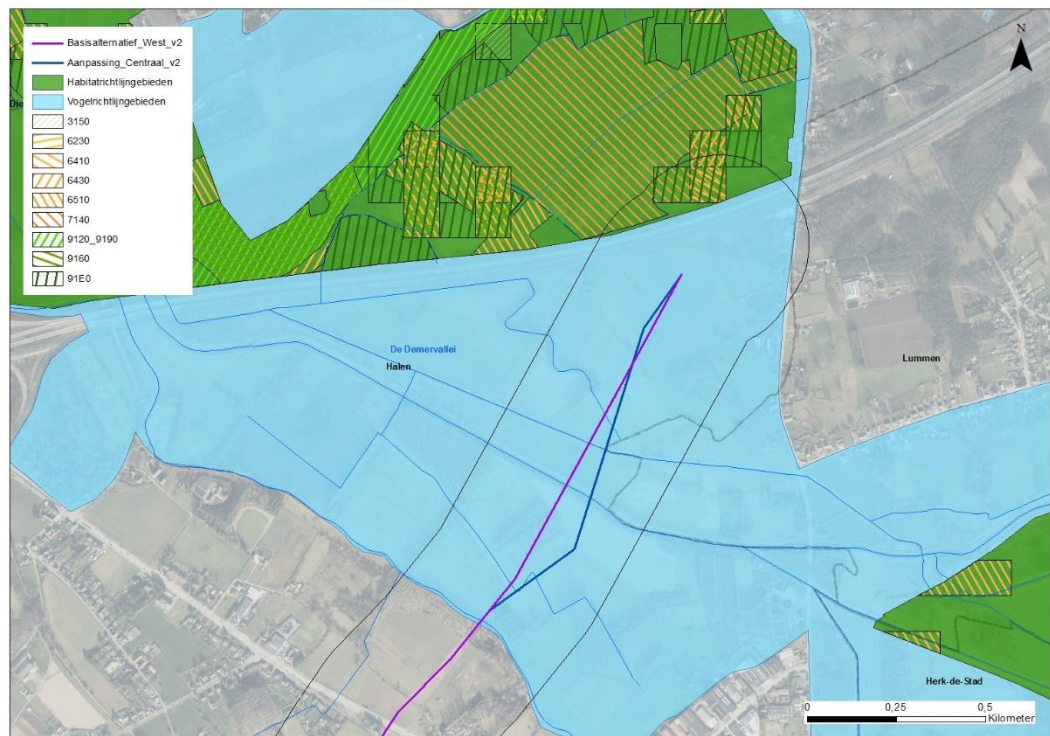 Basisalternatief_West_v2
Aanpassing_Centraal_v2
Habitatrichtlijngebieden
Vogelrichtlijngebieden
3150
6230
6410
6430
6510
7140
9120_9190
9160
91E0
Die
N
De Demervallei
Halen
Lummen
Herk-de-Stad
0 0,25 0,5
Kilometer